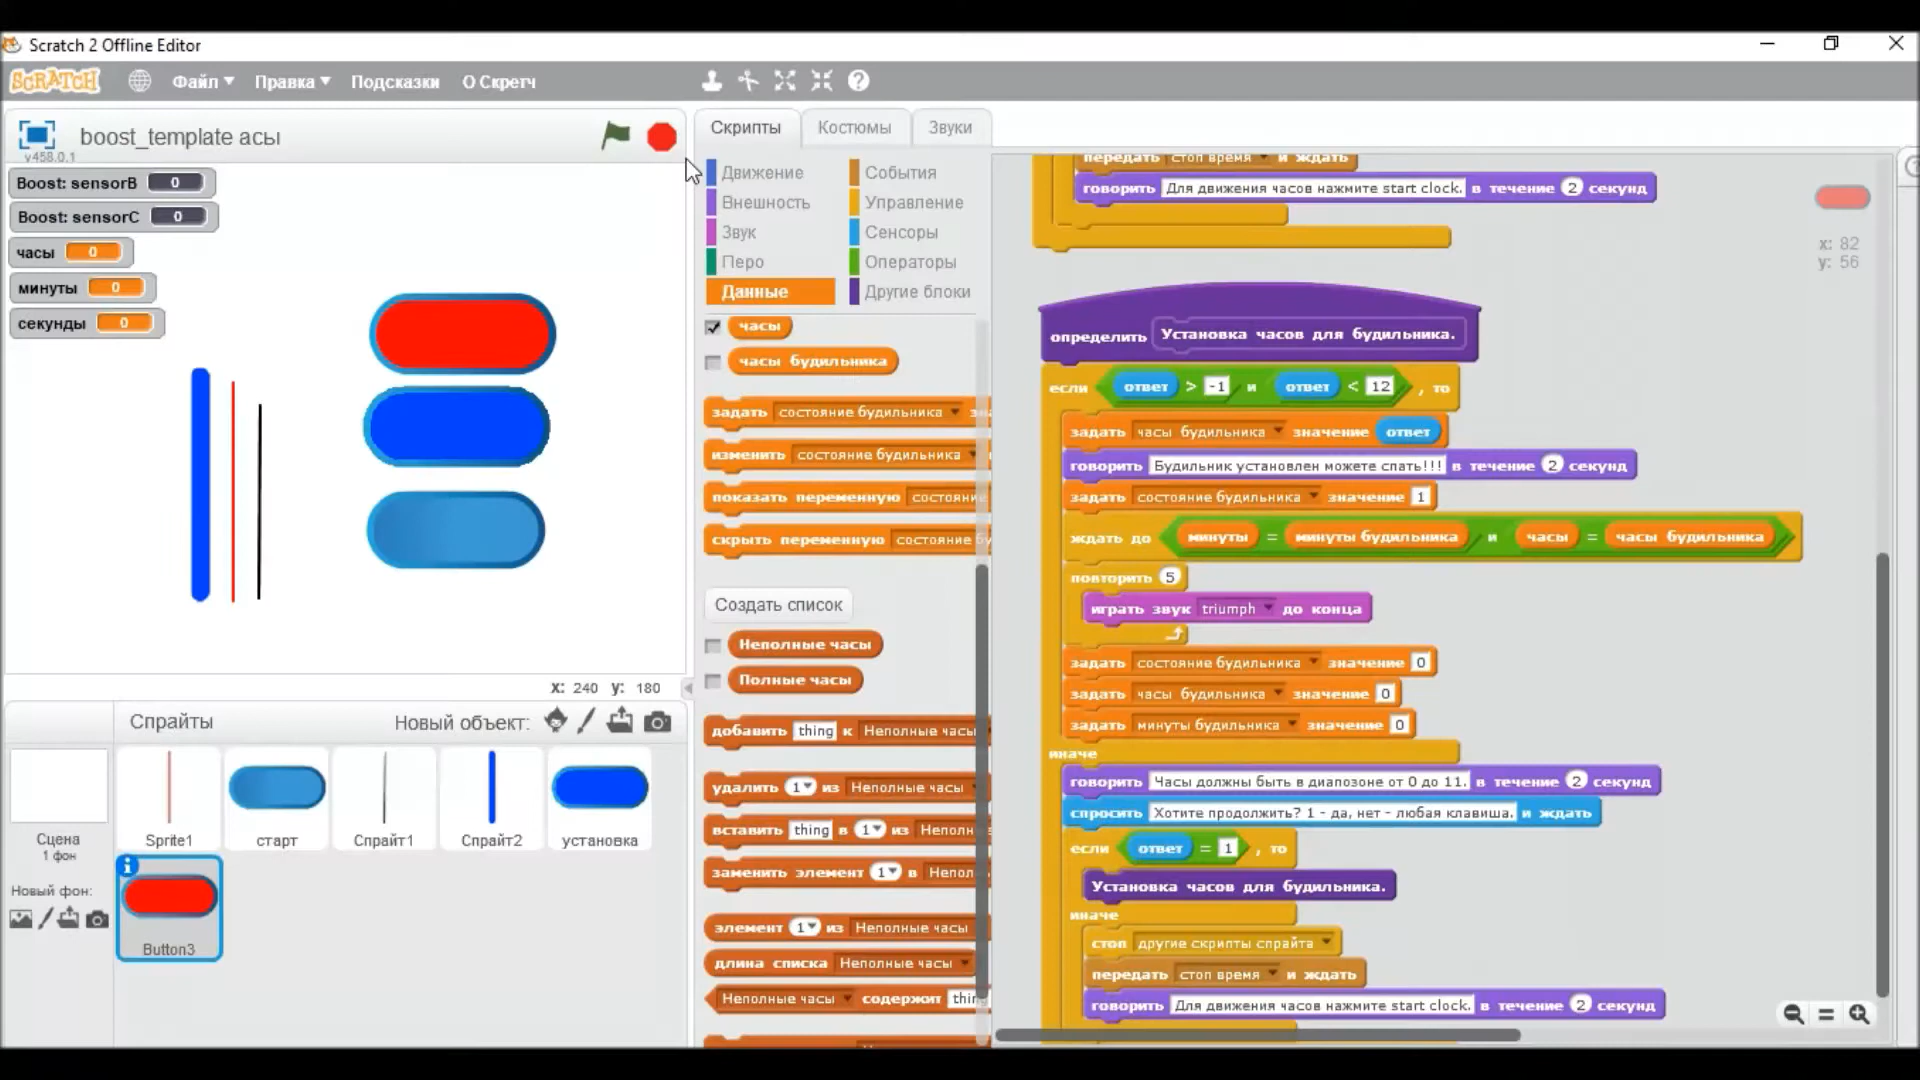 Scratch 2 Offline Editor
SCRATCH Файл Правка Подсказки О Скретч
boost_template асы
v458.0.1
Boost: sensorB 0
Boost: sensorC 0
часы 0
минуты 0
секунды 0
x: 240 y: 180
Спрайты Новый объект:
Сцена
1 фон
Новый фон:
Sprite1
старт
Спрайт1
Спрайт2
установка
Button3
Скрипты Костюмы Звуки
Движение
Внешность
Звук
Перо
Данные
События
Управление
Сенсоры
Операторы
Другие блоки
часы
часы будильника
задать состояние будильника
изменить состояние будильника
показать переменную
скрыть переменную
Создать список
Неполные часы
Полные часы
добавить thing к Неполные часы
удалить 1 из Неполные часы
вставить thing в 1 из
заменить элемент 1 в
элемент 1 из Неполные часы
длина списка Неполные часы
Неполные часы содержит
передать стоп время и ждать
говорить Для движения часов нажмите start clock. в течение 2 секунд
x: 82
y: 56
определить Установка часов для будильника.
если ответ > -1 и ответ < 12 , то
задать часы будильника значение ответ
говорить Будильник установлен можете спать!!! в течение 2 секунд
задать состояние будильника значение 1
ждать до минуты = минуты будильника и часы = часы будильника
повторить 5
играть звук triumph до конца
задать состояние будильника значение 0
задать часы будильника значение 0
задать минуты будильника значение 0
иначе
говорить Часы должны быть в диапозоне от 0 до 11. в течение 2 секунд
спросить Хотите продолжить? 1 - да, нет - любая клавиша. и ждать
если ответ = 1 , то
Установка часов для будильника.
иначе
стоп другие скрипты спрайта
передать стоп время и ждать
говорить Для движения часов нажмите start clock. в течение 2 секунд